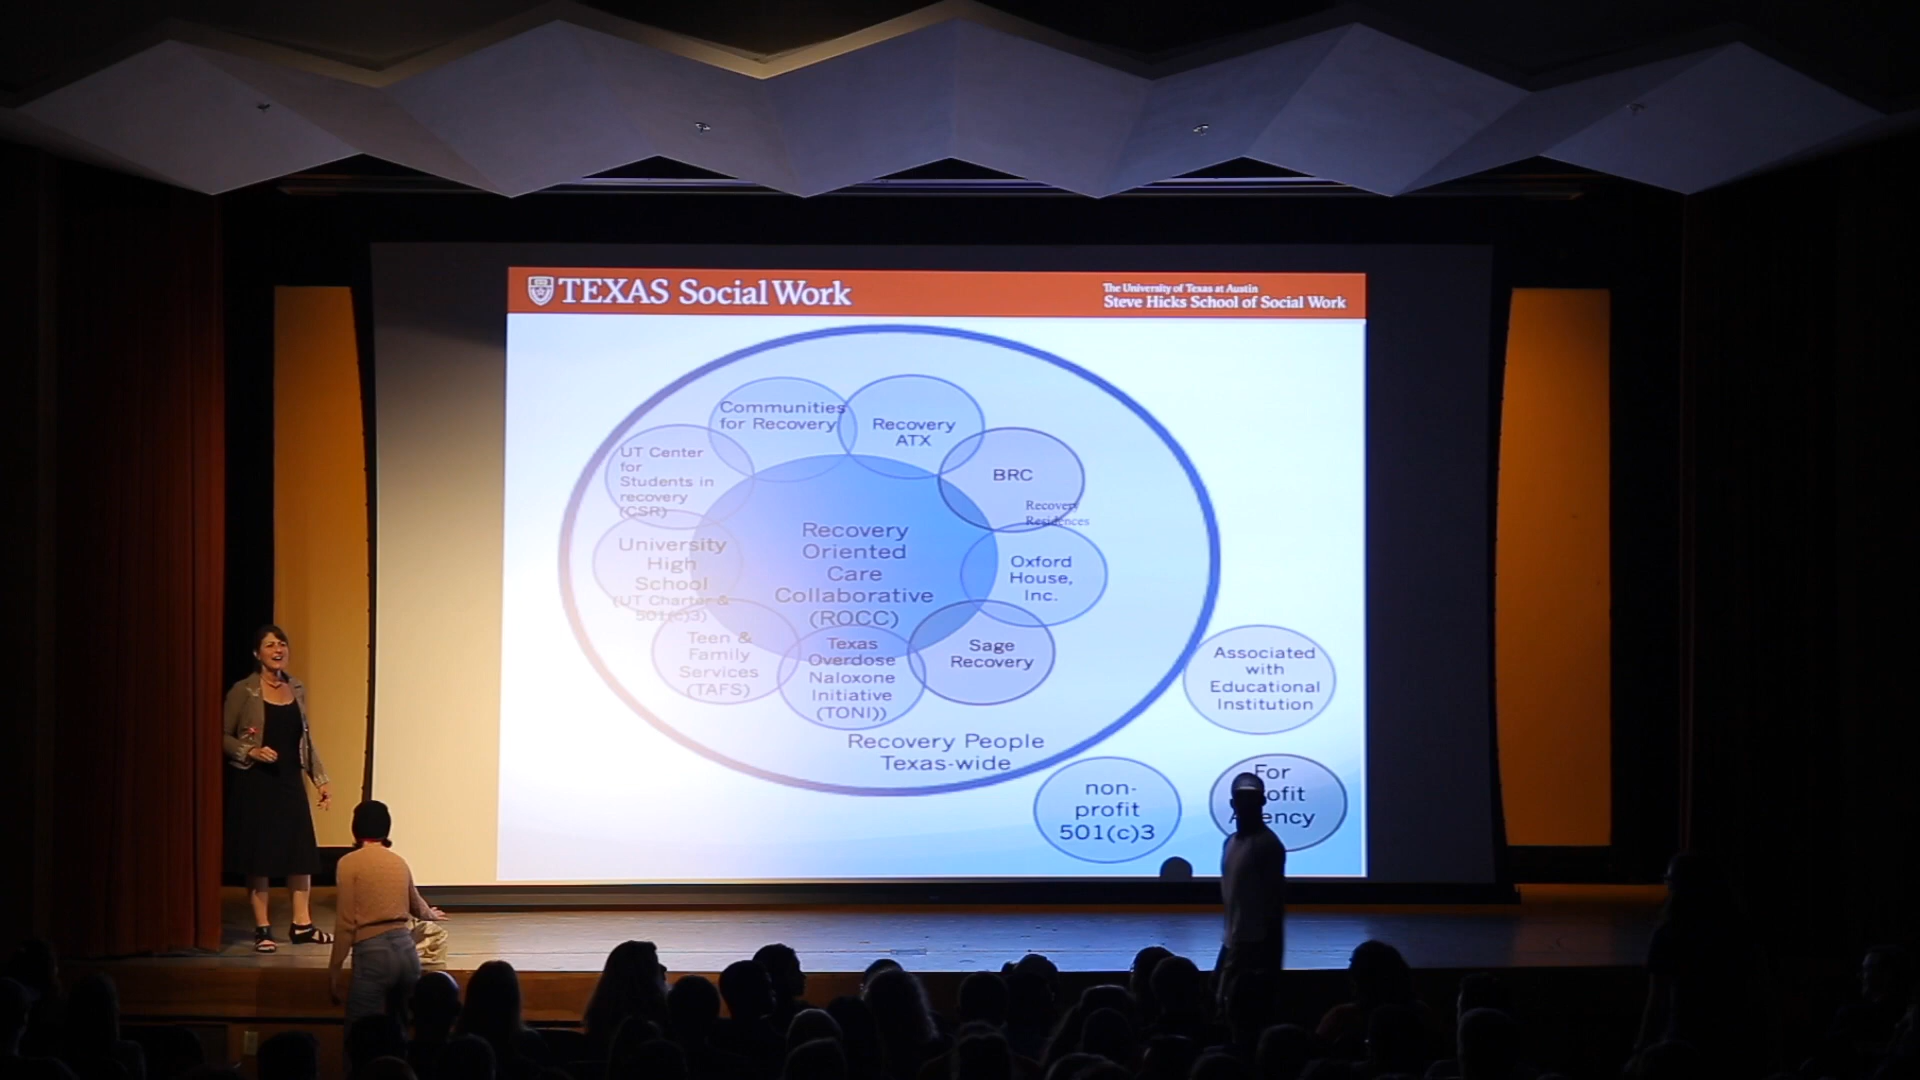 TEXAS Social Work
The University of Texas at Austin
Steve Hicks School of Social Work
Communities
for Recovery
Recovery
ATX
UT Center
for
Students in
recovery
(CSR)
BRC
Recovery
Residences
University
High
School
(UT Charter &
501(c)3)
Recovery
Oriented
Care
Collaborative
(ROCC)
Oxford
House,
Inc.
Teen &
Family
Services
(TAFS)
Texas
Overdose
Naloxone
Initiative
(TONI))
Sage
Recovery
Recovery People
Texas-wide
Associated
with
Educational
Institution
non-
profit
501(c)3
For